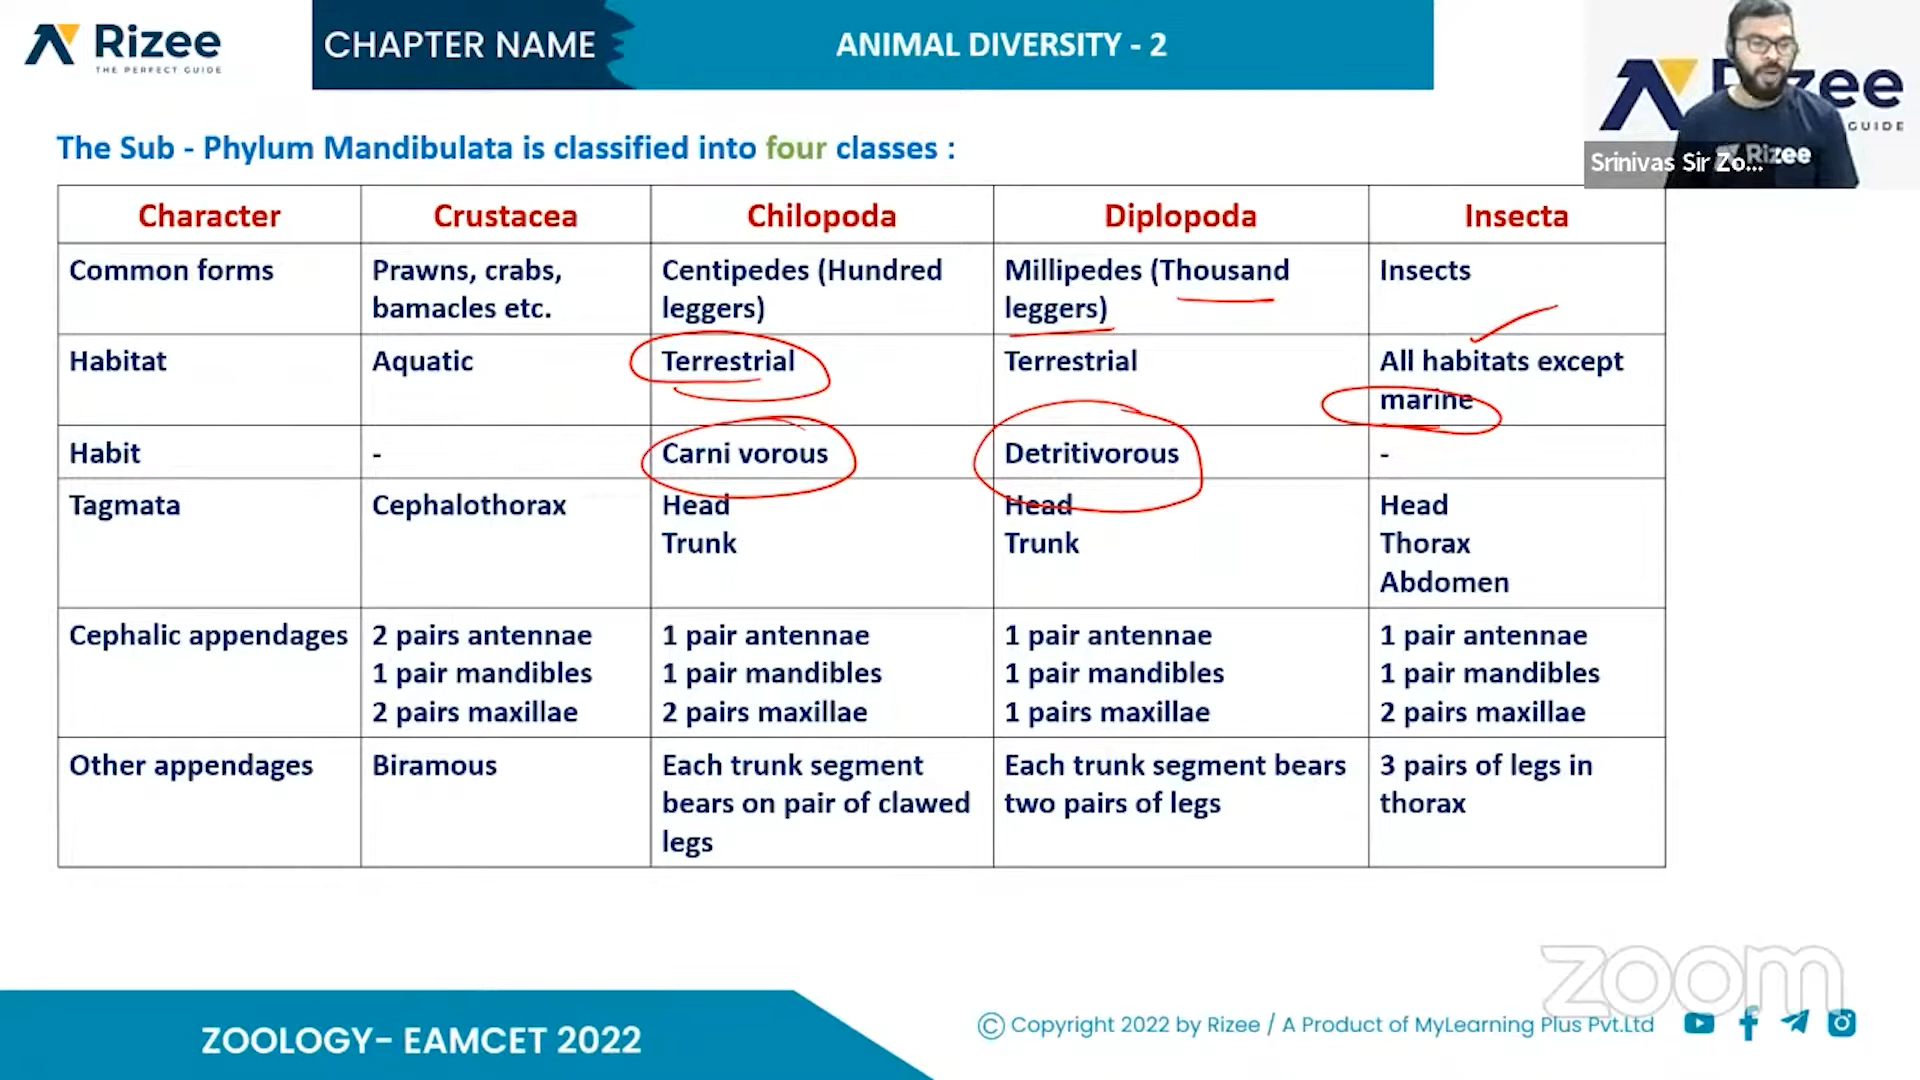 Rizee
THE PERFECT GUIDE
CHAPTER NAME
ANIMAL DIVERSITY - 2
Rizee
GUIDE
Rizee
Srinivas Sir Zo...
The Sub - Phylum Mandibulata is classified into four classes :
Character Crustacea Chilopoda Diplopoda Insecta
Common forms Prawns, crabs, Centipedes (Hundred Millipedes (Thousand Insects
bamacles etc. leggers) leggers)
Habitat Aquatic Terrestrial Terrestrial All habitats except
marine
Habit - Carni vorous Detritivorous -
Tagmata Cephalothorax Head Head Head
Trunk Trunk Thorax
Abdomen
Cephalic appendages 2 pairs antennae 1 pair antennae 1 pair antennae 1 pair antennae
1 pair mandibles 1 pair mandibles 1 pair mandibles 1 pair mandibles
2 pairs maxillae 2 pairs maxillae 1 pairs maxillae 2 pairs maxillae
Other appendages Biramous Each trunk segment Each trunk segment bears 3 pairs of legs in
bears on pair of clawed two pairs of legs thorax
legs
zoom
ZOOLOGY- EAMCET 2022
© Copyright 2022 by Rizee / A Product of MyLearning Plus Pvt.Ltd